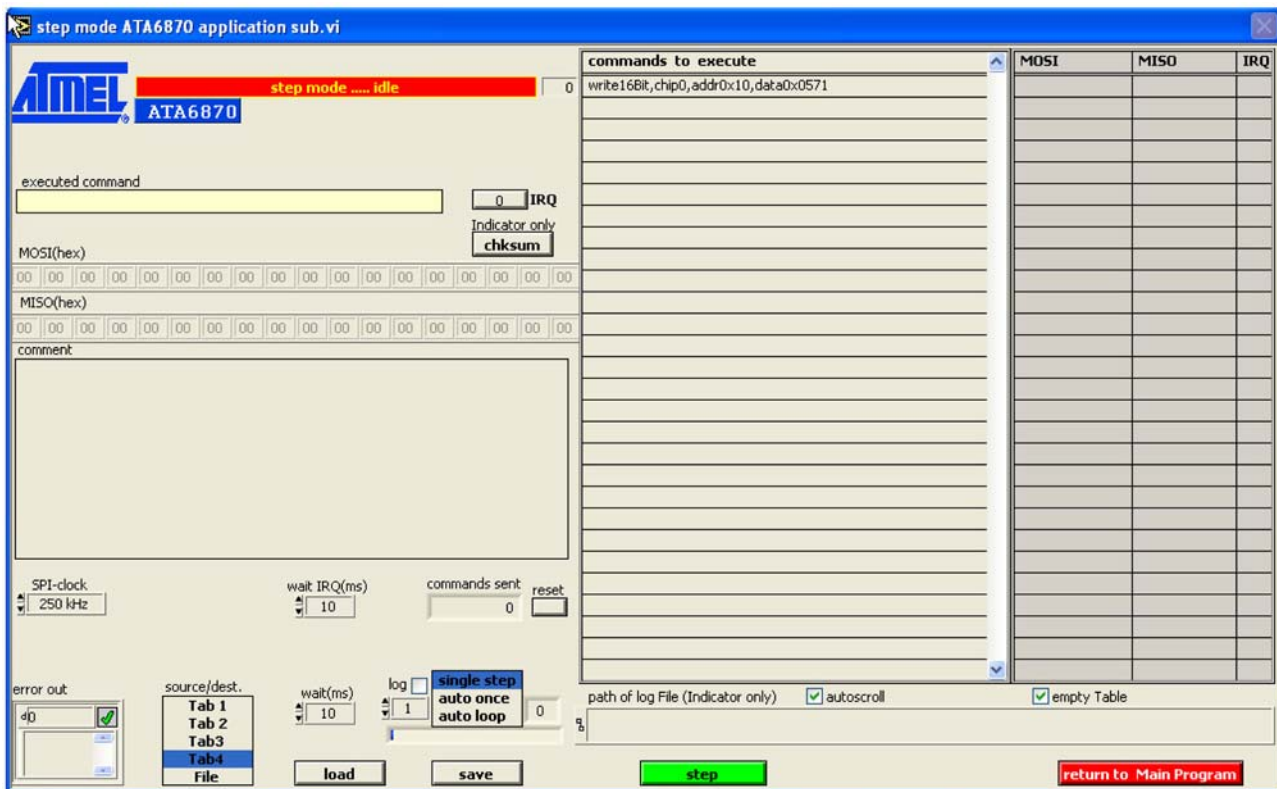 step mode ATA6870 application sub.vi
ATMEL
®
ATA6870
step mode ..... idle
0
executed command
0
IRQ
Indicator only
chksum
MOSI(hex)
00 00 00 00 00 00 00 00 00 00 00 00 00 00 00 00 00 00
MISO(hex)
00 00 00 00 00 00 00 00 00 00 00 00 00 00 00 00 00 00
comment
SPI-clock
250 kHz
wait IRQ(ms)
10
commands sent
0
reset
error out
0
source/dest.
Tab 1
Tab 2
Tab3
Tab4
File
wait(ms)
10
log
1
single step
auto once
auto loop
0
load
save
commands to execute
write16Bit,chip0,addr0x10,data0x0571
MOSI
MISO
IRQ
path of log File (Indicator only)
autoscroll
empty Table
step
return to Main Program